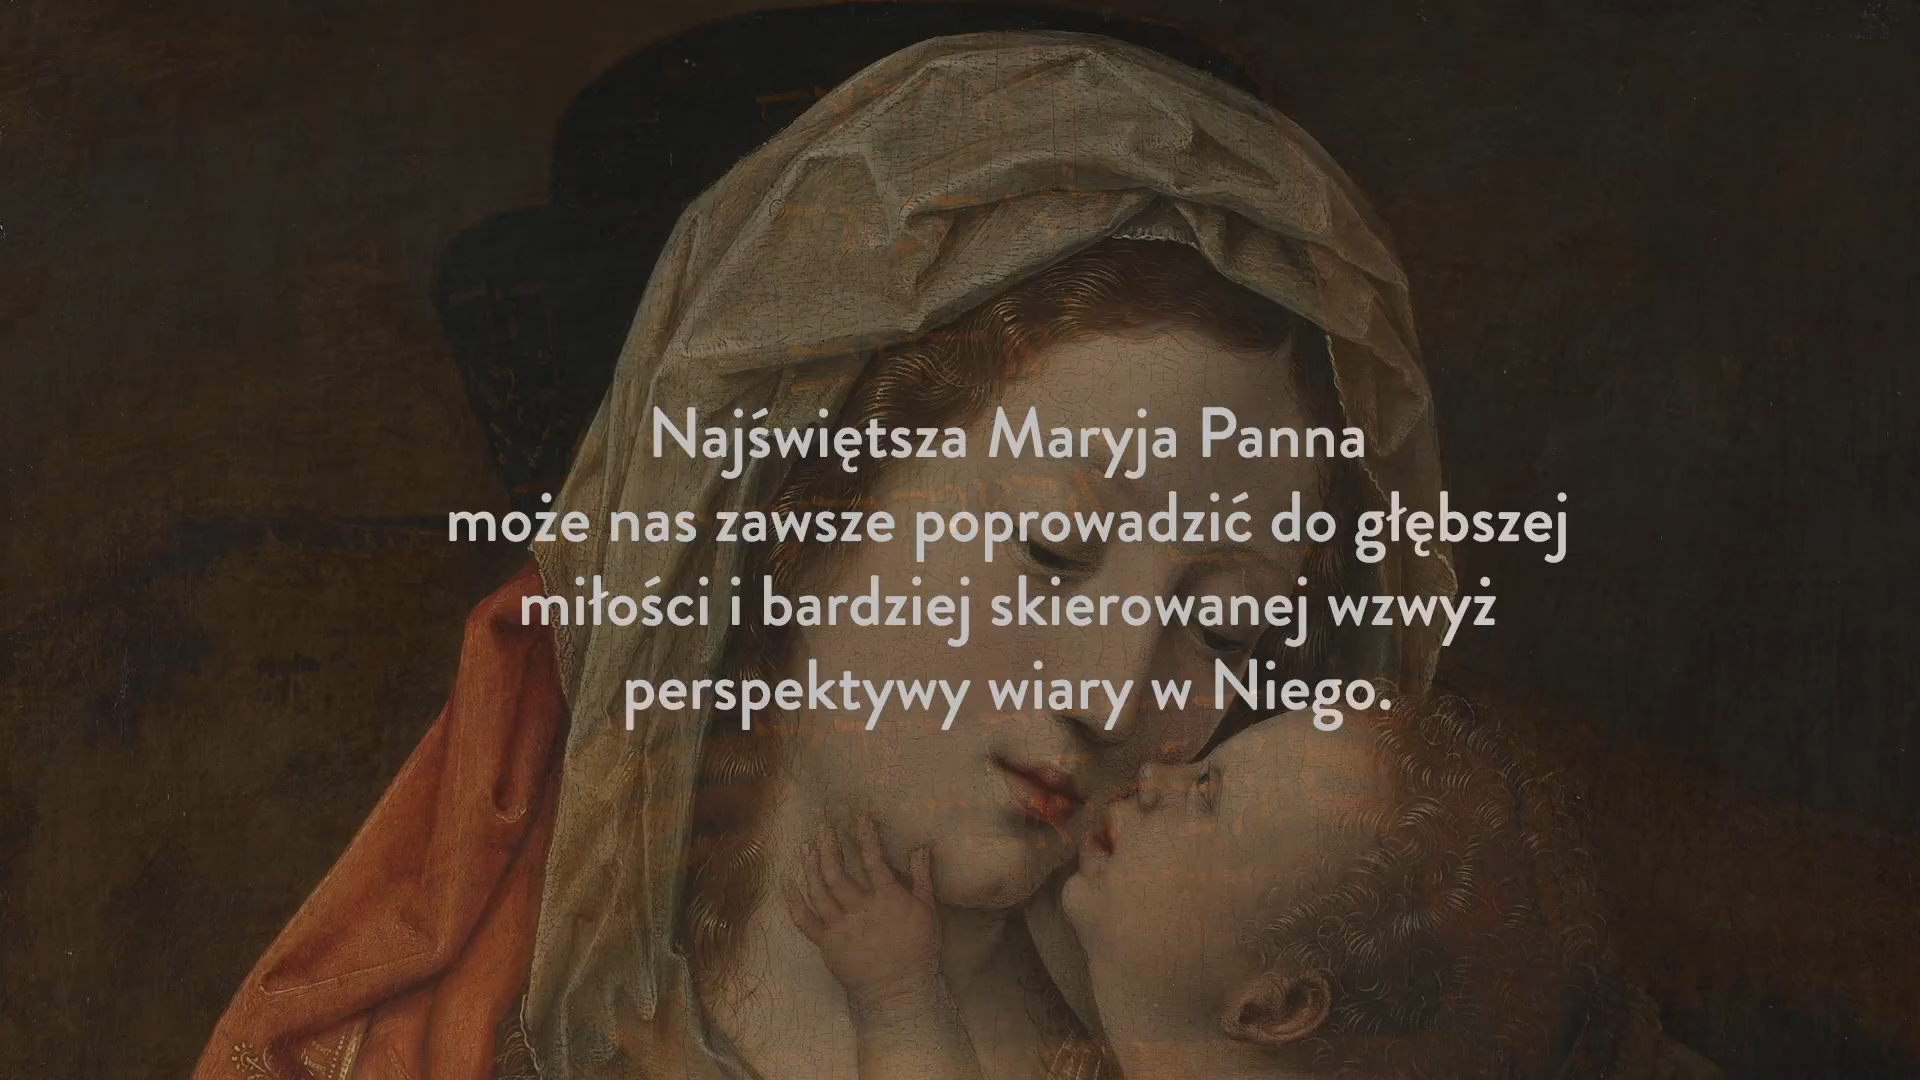 Najświętsza Maryja Panna
może nas zawsze poprowadzić do głębszej
miłości i bardziej skierowanej wzwyż
perspektywy wiary w Niego.